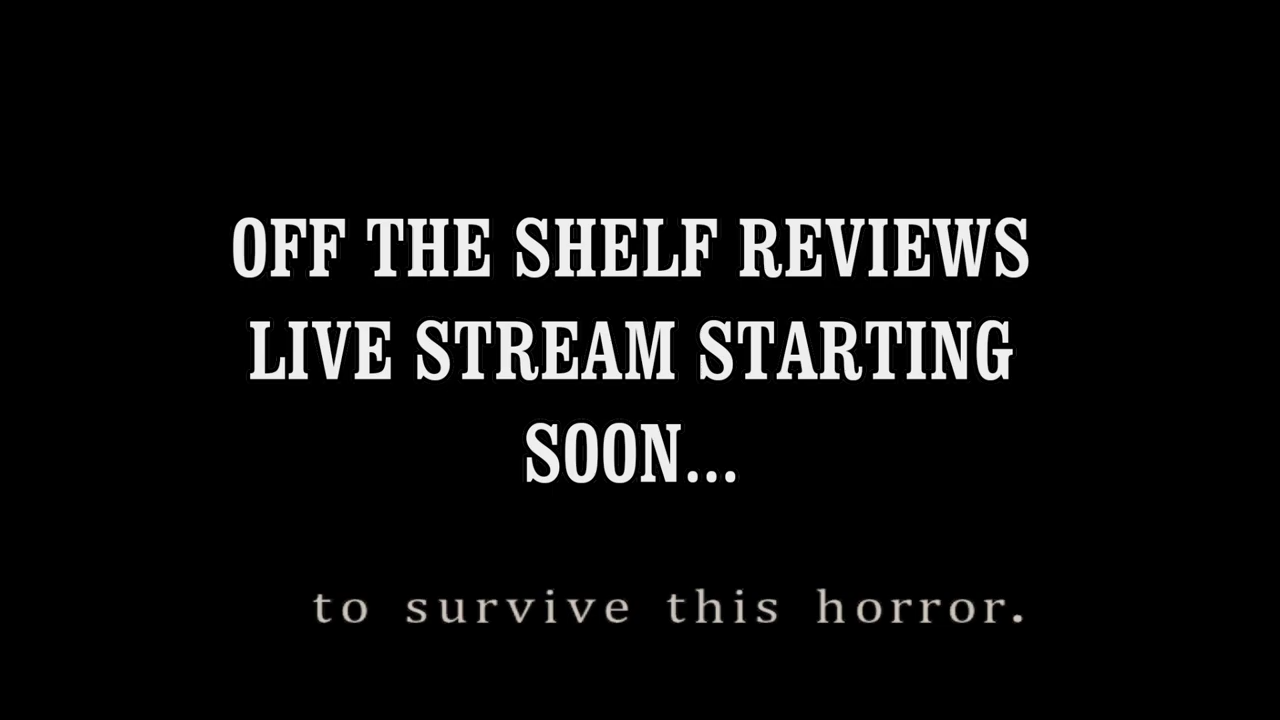 OFF THE SHELF REVIEWS
LIVE STREAM STARTING
SOON...
to survive this horror.